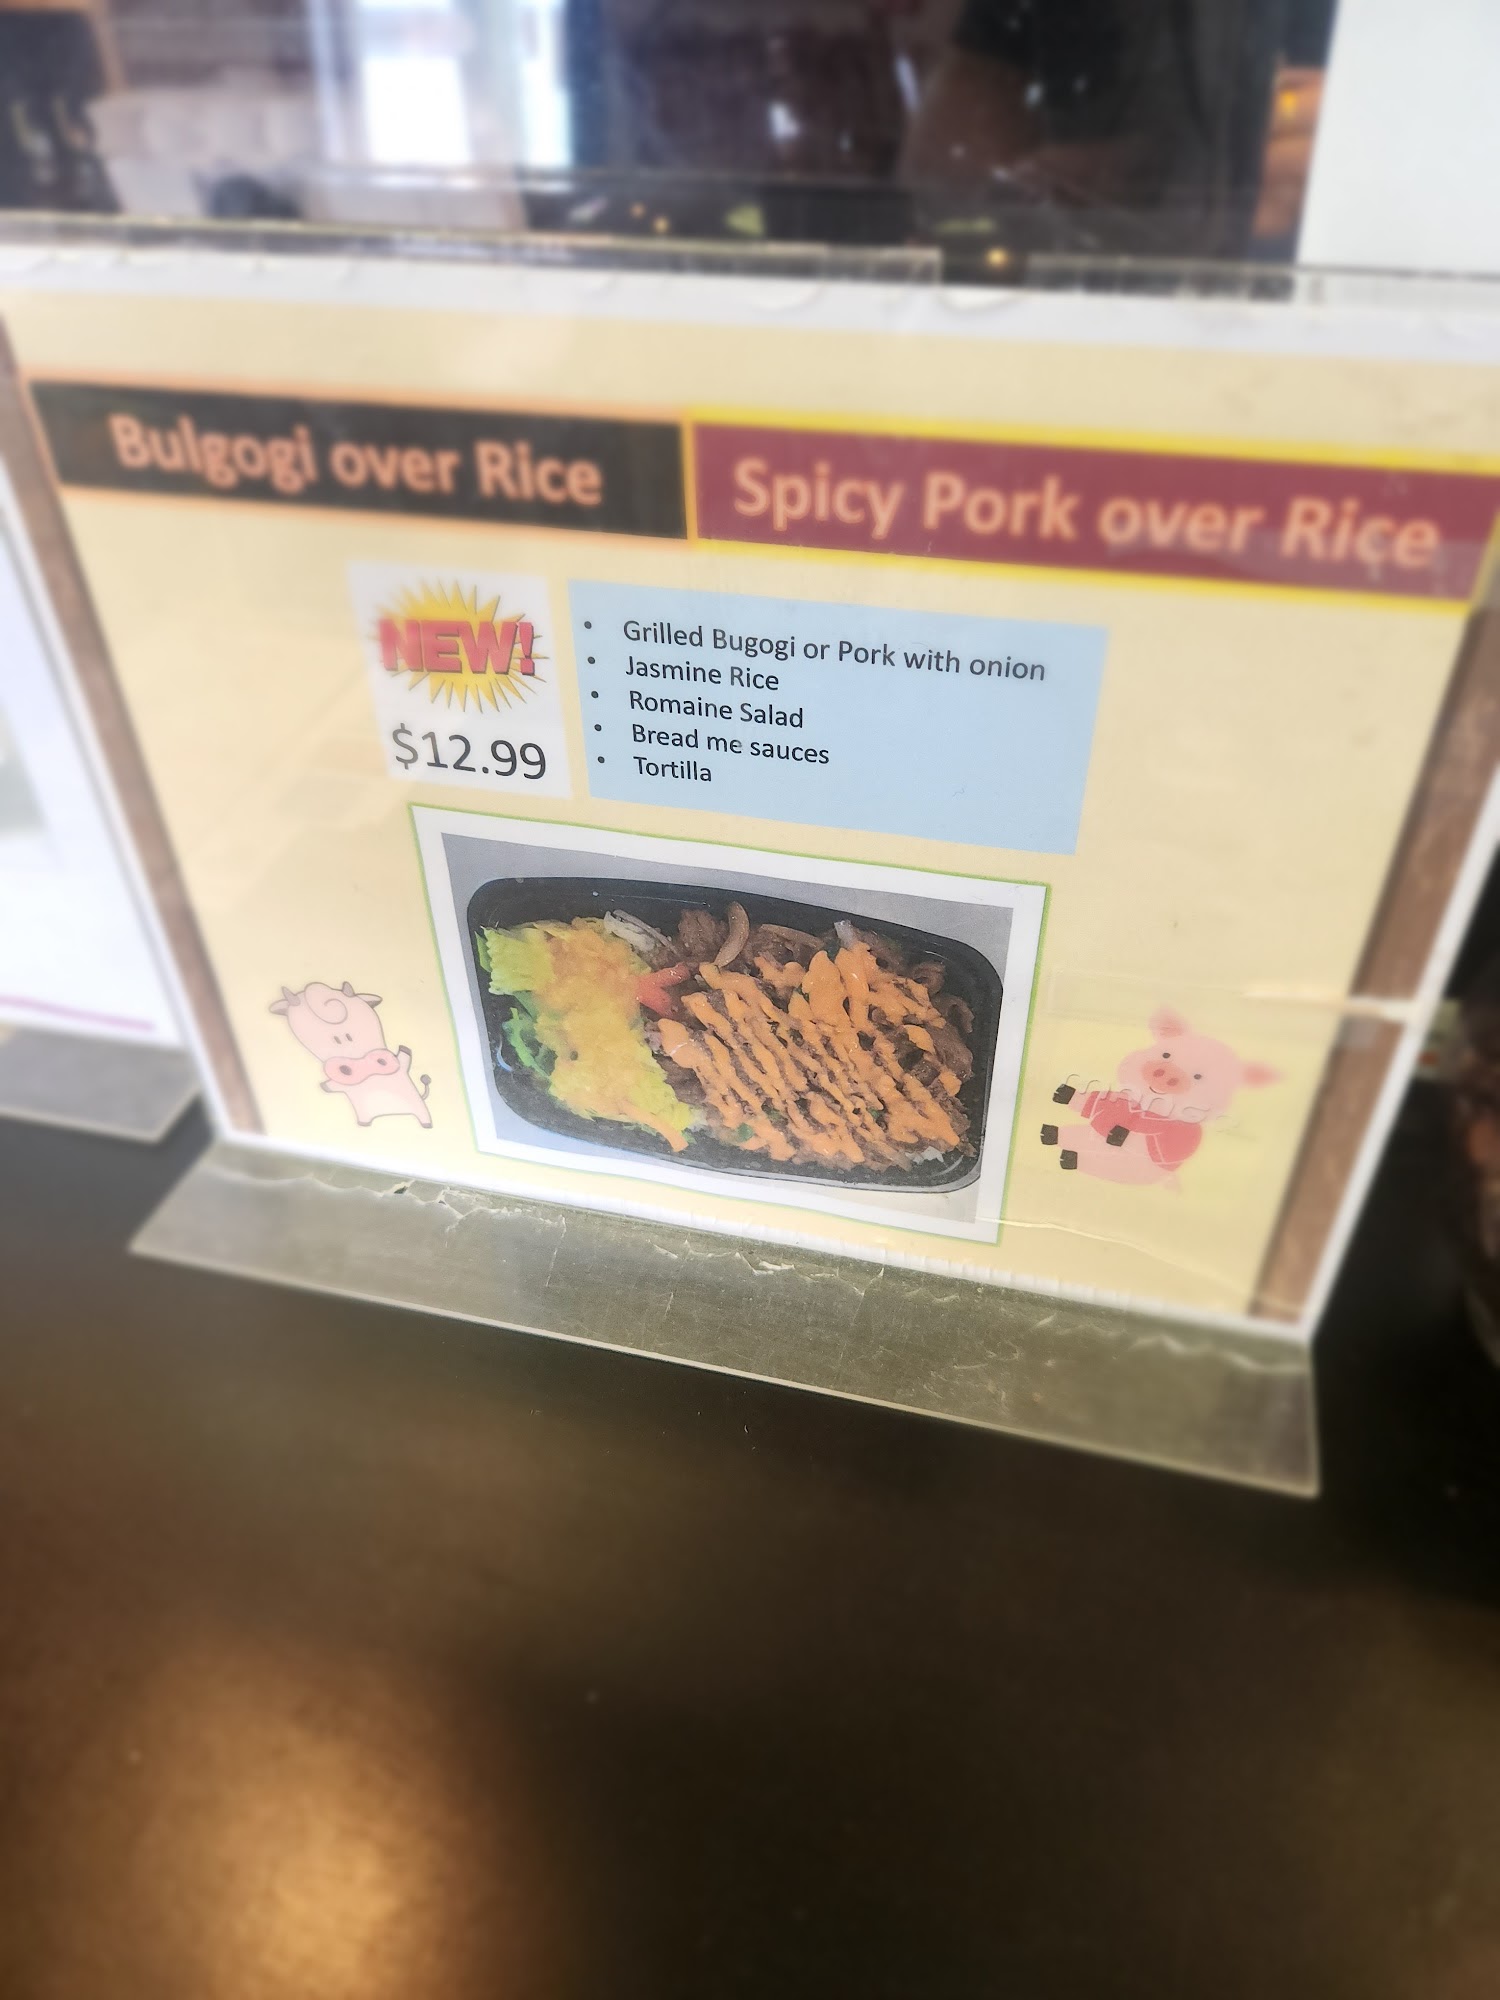 Bulgogi over Rice
Spicy Pork over Rice
NEW!
$12.99
• Grilled Bugogi or Pork with onion
• Jasmine Rice
• Romaine Salad
• Bread me sauces
• Tortilla